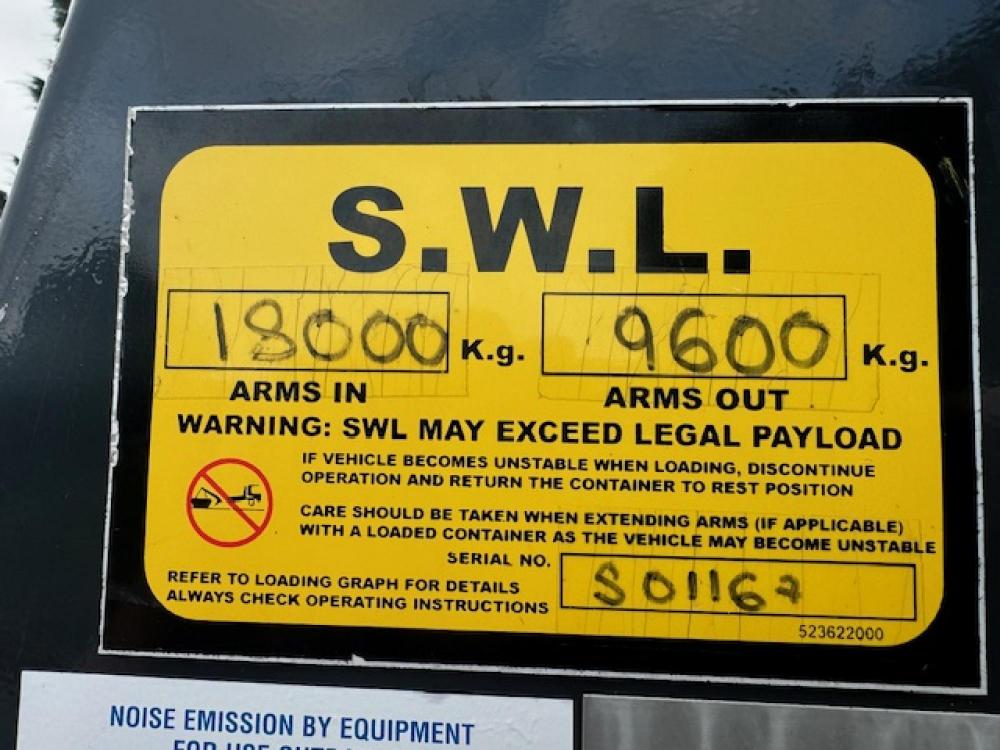 S.W.L.
18000 K.g. 9600 K.g.
ARMS IN ARMS OUT
WARNING: SWL MAY EXCEED LEGAL PAYLOAD
IF VEHICLE BECOMES UNSTABLE WHEN LOADING, DISCONTINUE
OPERATION AND RETURN THE CONTAINER TO REST POSITION
CARE SHOULD BE TAKEN WHEN EXTENDING ARMS (IF APPLICABLE)
WITH A LOADED CONTAINER AS THE VEHICLE MAY BECOME UNSTABLE
SERIAL NO. S01167
REFER TO LOADING GRAPH FOR DETAILS
ALWAYS CHECK OPERATING INSTRUCTIONS
523622000
NOISE EMISSION BY EQUIPMENT
FOR USE